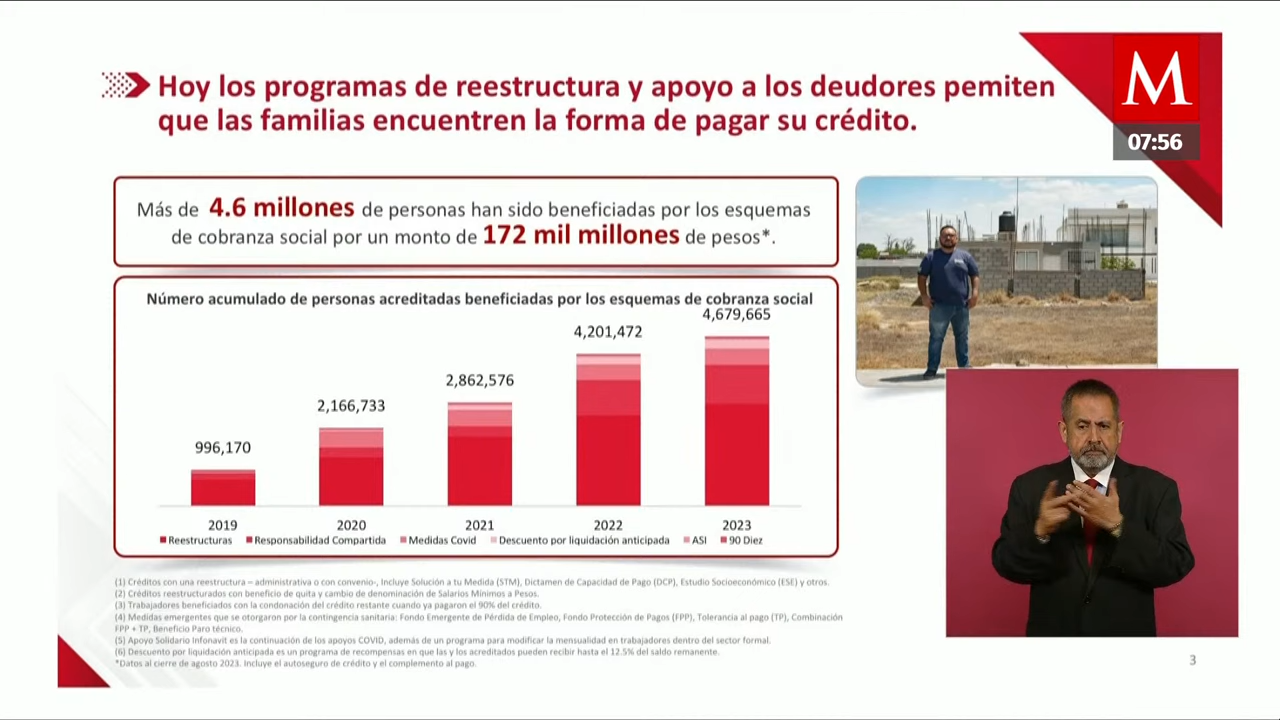 Hoy los programas de reestructura y apoyo a los deudores pemiten
que las familias encuentren la forma de pagar su crédito.
M
07:56
Más de 4.6 millones de personas han sido beneficiadas por los esquemas
de cobranza social por un monto de 172 mil millones de pesos*.
Número acumulado de personas acreditadas beneficiadas por los esquemas de cobranza social
996,170
2,166,733
2,862,576
4,201,472
4,679,665
2019 2020 2021 2022 2023
Reestructuras Responsabilidad Compartida Medidas Covid Descuento por liquidación anticipada ASI 90 Diez
(1) Créditos con una reestructura – administrativa o con convenio-, Incluye Solución a tu Medida (STM), Dictamen de Capacidad de Pago (DCP), Estudio Socioeconómico (ESE) y otros.
(2) Créditos reestructurados con beneficio de quita y cambio de denominación de Salarios Mínimos a Pesos.
(3) Trabajadores beneficiados con la condonación del crédito restante cuando ya pagaron el 90% del crédito.
(4) Medidas emergentes que se otorgaron por la contingencia sanitaria: Fondo Emergente de Pérdida de Empleo, Fondo Protección de Pagos (FPP), Tolerancia al pago (TP), Combinación
FPP + TP, Beneficio Paro técnico.
(5) Apoyo Solidario Infonavit es la continuación de los apoyos COVID, además de un programa para modificar la mensualidad en trabajadores dentro del sector formal.
(6) Descuento por liquidación anticipada es un programa de recompensas en que las y los acreditados pueden recibir hasta el 12.5% del saldo remanente.
*Datos al cierre de agosto 2023. Incluye el autoseguro de crédito y el complemento al pago.
3